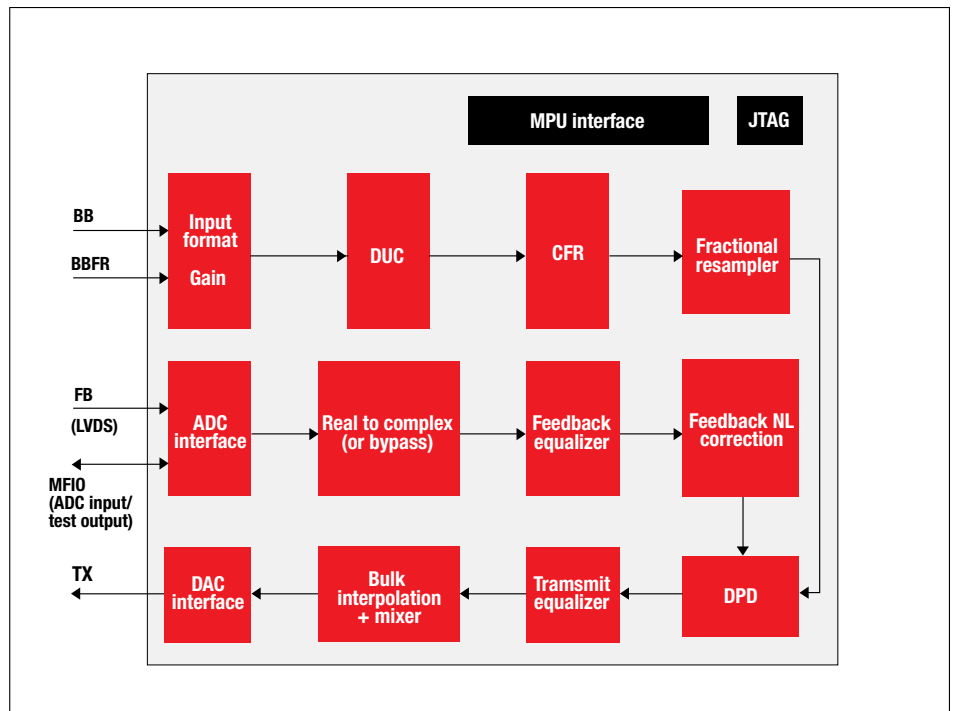 MPU interface
JTAG
BB
BBFR
Input
format
Gain
DUC
CFR
Fractional
resampler
FB
(LVDS)
MFIO
(ADC input/
test output)
ADC
interface
Real to complex
(or bypass)
Feedback
equalizer
Feedback NL
correction
TX
DAC
interface
Bulk
interpolation
+ mixer
Tramsmit
equalizer
DPD